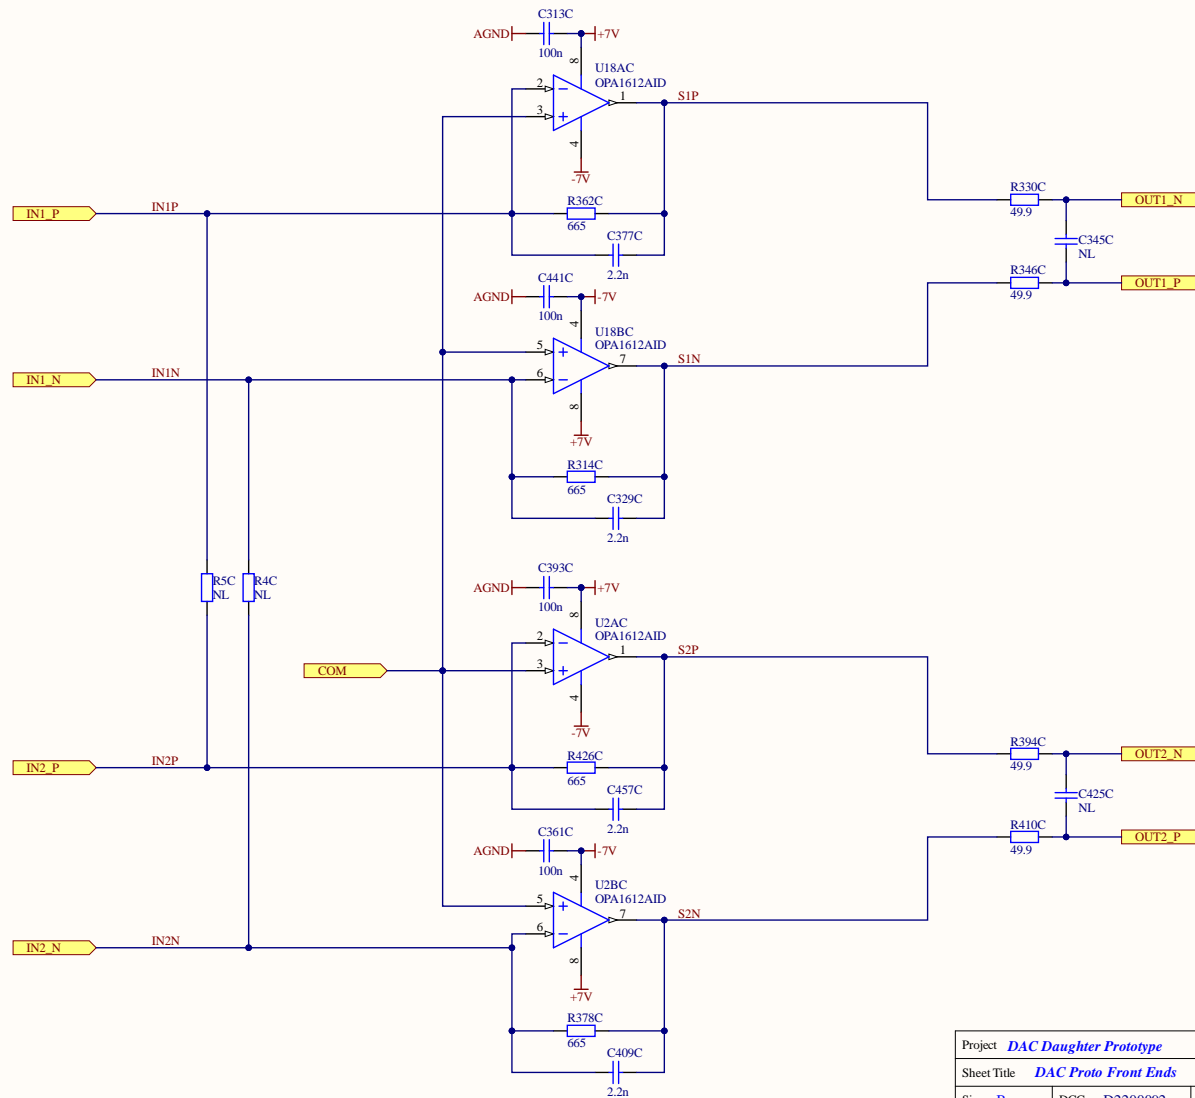 C313C
AGND
+7V
100n
8
U18AC
OPA1612AID
2
1
S1P
3
4
-7V
R330C
IN1_P
IN1P
R362C
OUT1_N
49.9
665
C377C
C345C
NL
2.2n
C441C
R346C
AGND
-7V
OUT1_P
100n
49.9
4
U18BC
OPA1612AID
5
7
S1N
6
IN1_N
IN1N
8
+7V
R314C
665
C329C
2.2n
C393C
R5C
R4C
AGND
+7V
NL
NL
100n
8
U2AC
OPA1612AID
2
1
S2P
3
COM
4
-7V
R394C
IN2_P
IN2P
R426C
OUT2_N
49.9
665
C457C
C425C
NL
2.2n
C361C
R410C
AGND
-7V
OUT2_P
100n
49.9
4
U2BC
OPA1612AID
5
7
S2N
6
IN2_N
IN2N
8
+7V
R378C
665
C409C
2.2n
Project DAC Daughter Prototype
Sheet Title DAC Proto Front Ends